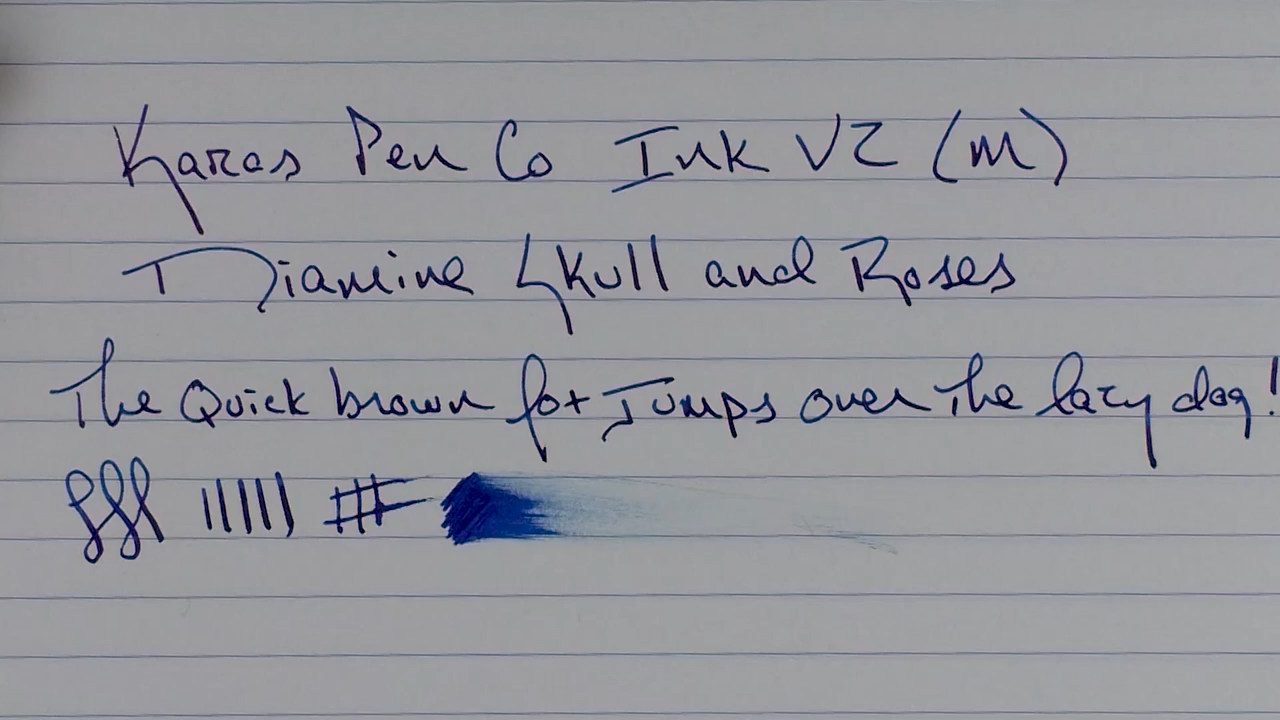 Karas Pen Co Ink V2 (M)
Diamine Skull and Roses
The Quick brown fox Jumps over the lazy dog!